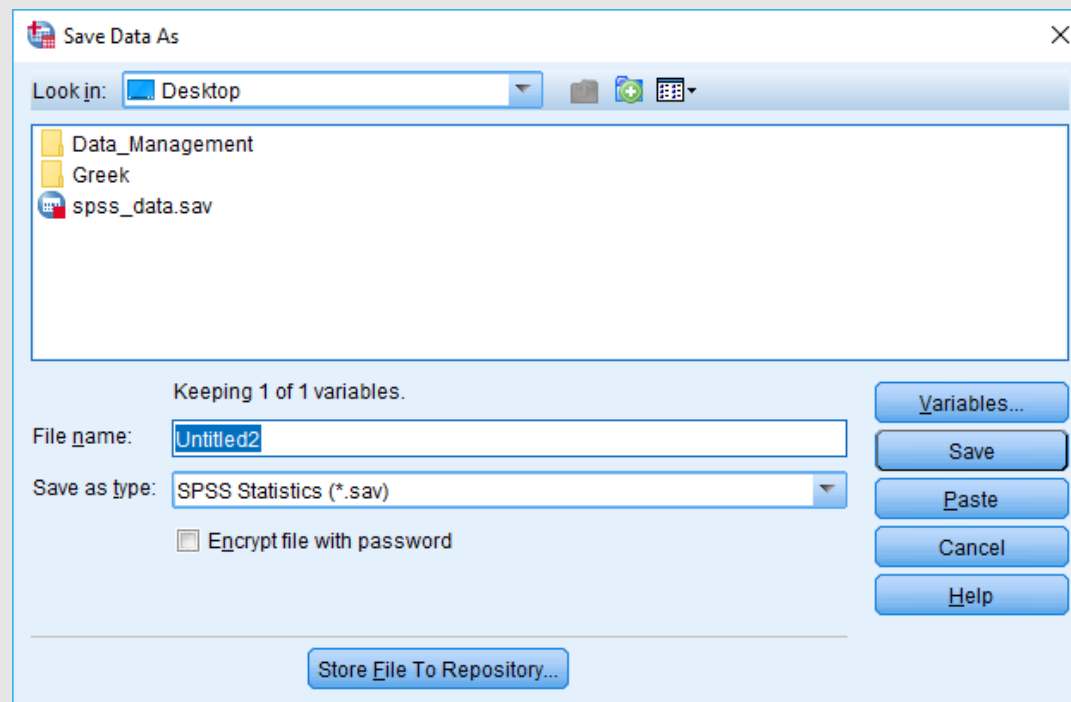 Save Data As
Look in: Desktop
Data_Management
Greek
spss_data.sav
Keeping 1 of 1 variables.
File name: Untitled2
Save as type: SPSS Statistics (*.sav)
Encrypt file with password
Variables...
Save
Paste
Cancel
Help
Store File To Repository...